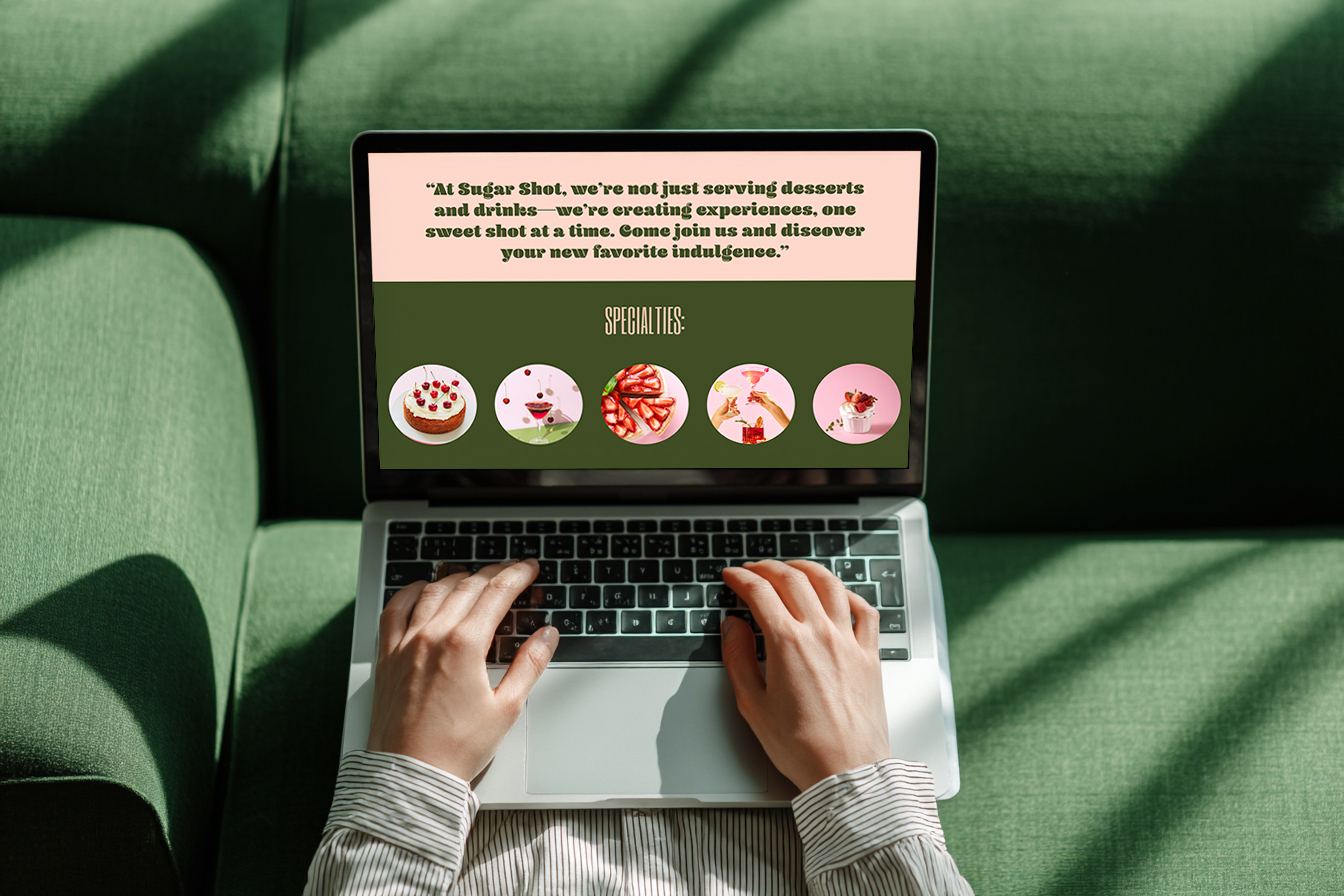 “At Sugar Shot, we’re not just serving desserts
and drinks—we’re creating experiences, one
sweet shot at a time. Come join us and discover
your new favorite indulgence.”
SPECIALTIES:
T Y U